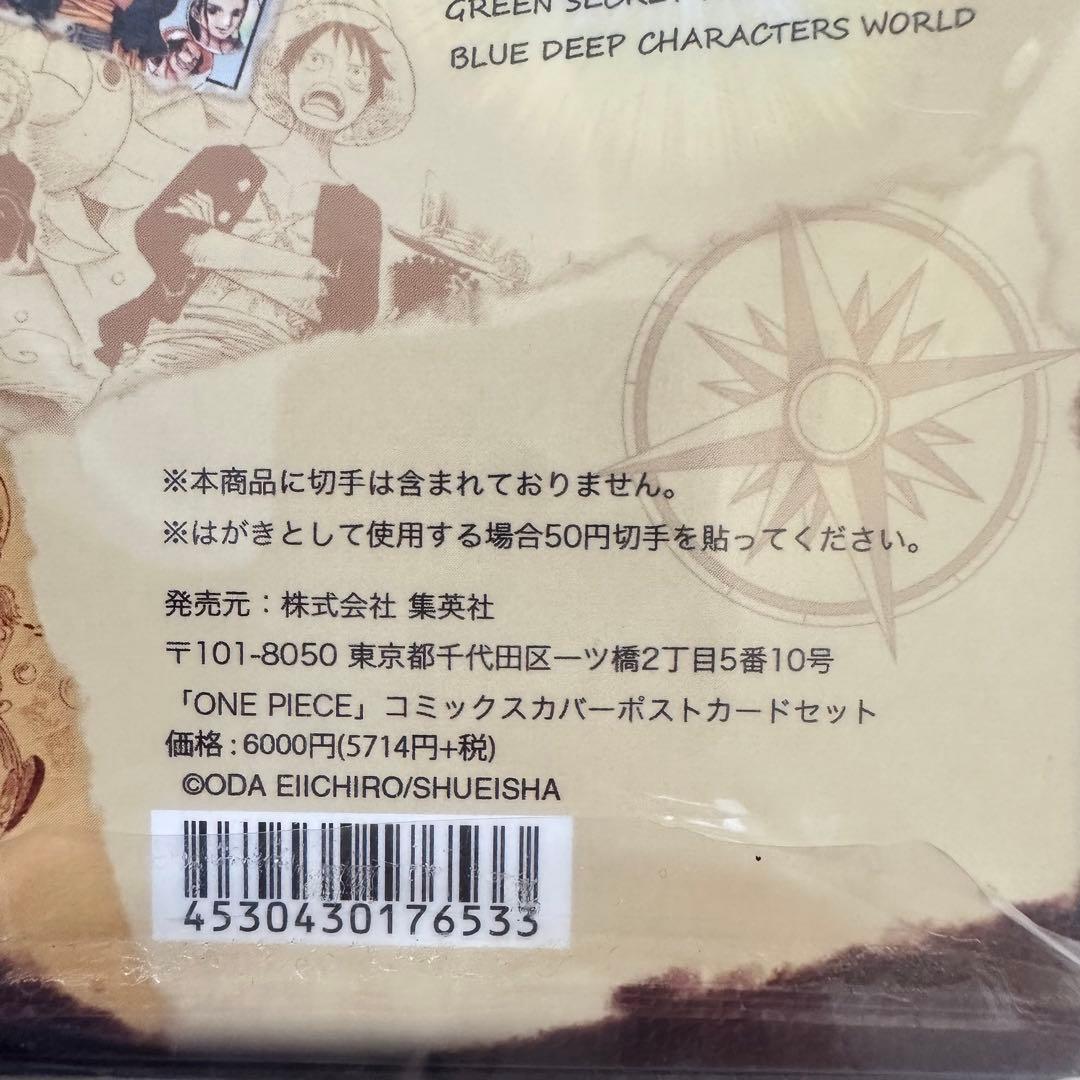 GREEN
BLUE DEEP CHARACTERS WORLD
※本商品に切手は含まれておりません。
※はがきとして使用する場合50円切手を貼ってください。
発売元：株式会社 集英社
〒101-8050 東京都千代田区一ツ橋2丁目5番10号
「ONE PIECE」コミックスカバーポストカードセット
価格：6000円(5714円+税)
©ODA EIICHIRO/SHUEISHA
4530430176533